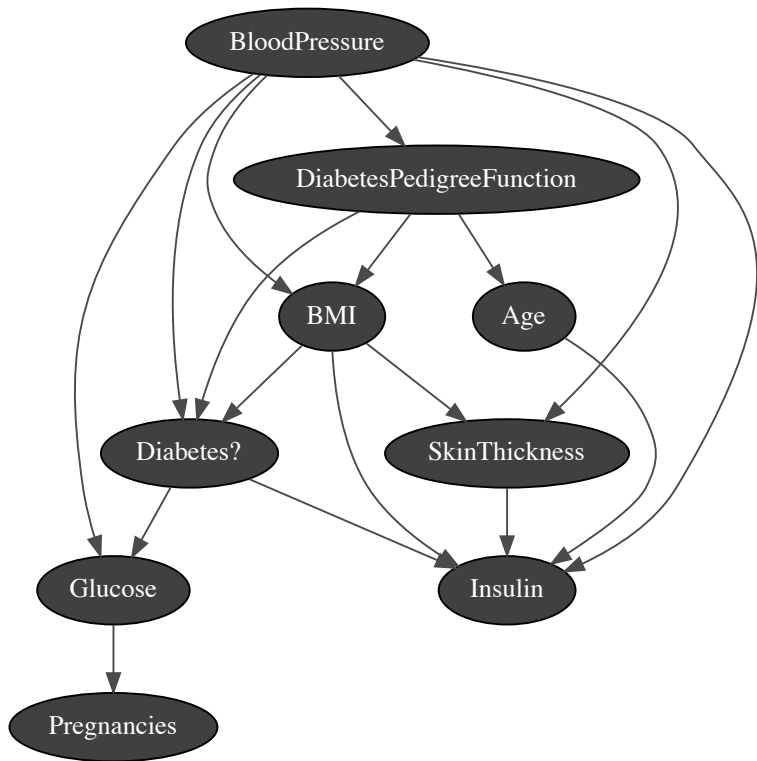 BloodPressure
DiabetesPedigreeFunction
BMI
Age
Diabetes?
SkinThickness
Glucose
Insulin
Pregnancies